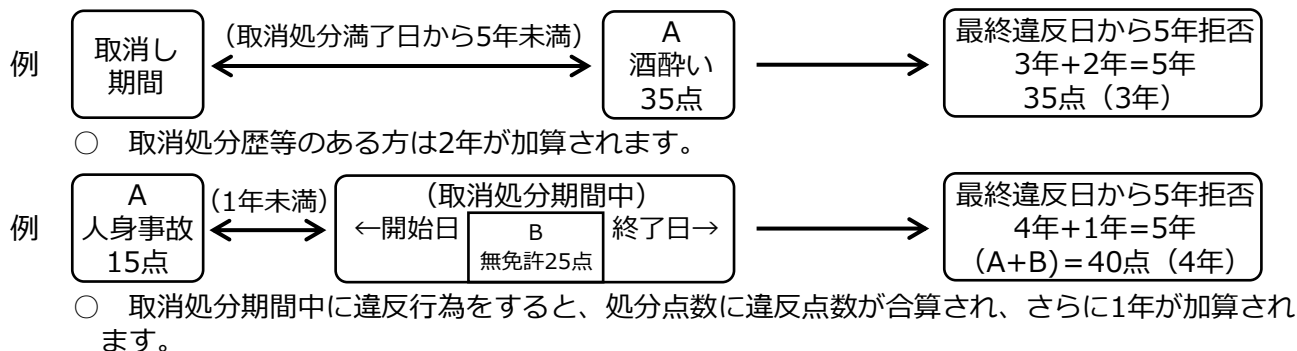 例
取消し
期間
（取消処分満了日から5年未満）
A
酒酔い
35点
最終違反日から5年拒否
3年+2年=5年
35点（3年）
○　取消処分歴等のある方は2年が加算されます。
例
A
人身事故
15点
（1年未満）
（取消処分期間中）
←開始日
B
無免許25点
終了日→
最終違反日から5年拒否
4年+1年=5年
（A+B)＝40点（4年）
○　取消処分期間中に違反行為をすると、処分点数に違反点数が合算され、さらに1年が加算され
ます。